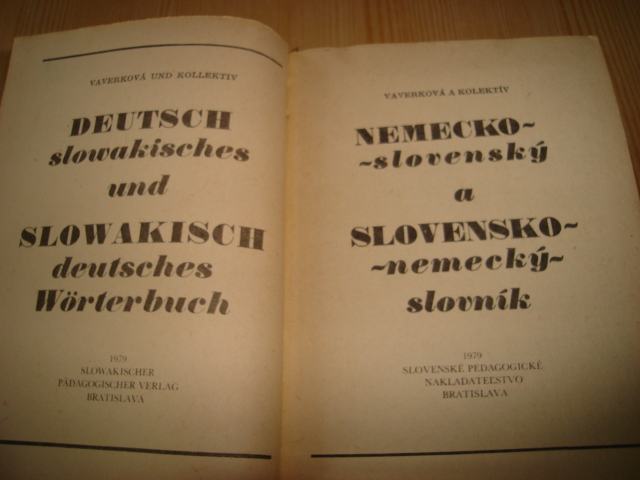 VAVERKOVÁ UND KOLLEKTIV
DEUTSCH
slowakisches
und
SLOWAKISCH
deutsches
Wörterbuch
1979
SLOWAKISCHER
PÄDAGOGISCHER VERLAG
BRATISLAVA
VAVERKOVÁ A KOLEKTÍV
NEMECKO-
-slovenský
a
SLOVENSKO-
-nemecký-
slovník
1979
SLOVENSKÉ PEDAGOGICKÉ
NAKLADATEĽSTVO
BRATISLAVA